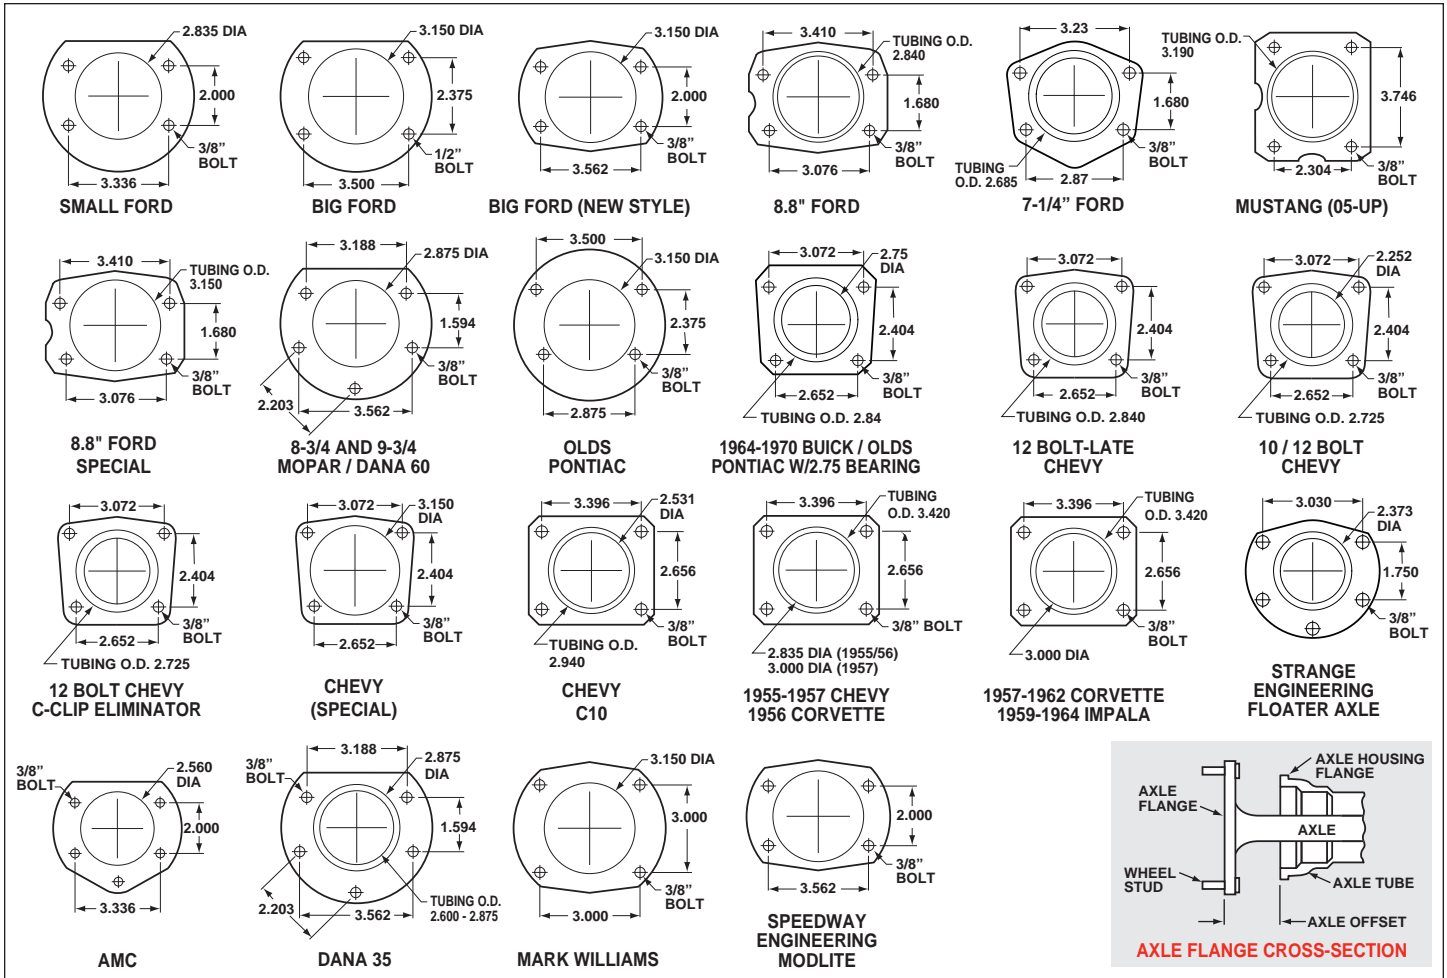 2.835 DIA
2.000
3/8”
BOLT
3.336
SMALL FORD
3.150 DIA
2.375
1/2”
BOLT
3.500
BIG FORD
3.150 DIA
2.000
3/8”
BOLT
3.562
BIG FORD (NEW STYLE)
3.410
TUBING O.D.
2.840
1.680
3/8”
BOLT
3.076
8.8" FORD
3.23
1.680
3/8”
BOLT
TUBING
O.D. 2.685
2.87
7-1/4” FORD
TUBING O.D.
3.190
3.746
3/8”
BOLT
2.304
MUSTANG (05-UP)
3.410
TUBING O.D.
3.150
1.680
3/8”
BOLT
3.076
8.8" FORD
SPECIAL
3.188
2.875 DIA
1.594
3/8”
BOLT
2.203
3.562
8-3/4 AND 9-3/4
MOPAR / DANA 60
3.500
3.150 DIA
2.375
3/8”
BOLT
2.875
OLDS
PONTIAC
3.072
2.75
DIA
2.404
3/8”
BOLT
2.652
TUBING O.D. 2.84
1964-1970 BUICK / OLDS
PONTIAC W/2.75 BEARING
3.072
2.404
3/8”
BOLT
2.652
TUBING O.D. 2.840
12 BOLT-LATE
CHEVY
3.072
2.252
DIA
2.404
3/8”
BOLT
2.652
TUBING O.D. 2.725
10 / 12 BOLT
CHEVY
3.072
2.404
3/8”
BOLT
2.652
TUBING O.D. 2.725
12 BOLT CHEVY
C-CLIP ELIMINATOR
3.072
3.150
DIA
2.404
3/8”
BOLT
2.652
CHEVY
(SPECIAL)
3.396
2.531
DIA
2.656
3/8”
BOLT
TUBING O.D.
2.940
CHEVY
C10
3.396
TUBING
O.D. 3.420
2.656
3/8” BOLT
2.835 DIA (1955/56)
3.000 DIA (1957)
1955-1957 CHEVY
1956 CORVETTE
3.396
TUBING
O.D. 3.420
2.656
3/8”
BOLT
3.000 DIA
1957-1962 CORVETTE
1959-1964 IMPALA
3.030
2.373
DIA
1.750
3/8”
BOLT
STRANGE
ENGINEERING
FLOATER AXLE
3/8”
BOLT
2.560
DIA
2.000
3.336
AMC
3/8”
BOLT
3.188
2.875
DIA
1.594
2.203
3.562
TUBING O.D.
2.600 - 2.875
DANA 35
3.150 DIA
3.000
3/8”
BOLT
3.000
MARK WILLIAMS
2.000
3/8”
BOLT
3.562
SPEEDWAY
ENGINEERING
MODLITE
AXLE HOUSING
FLANGE
AXLE
FLANGE
AXLE
WHEEL
STUD
AXLE TUBE
AXLE OFFSET
AXLE FLANGE CROSS-SECTION